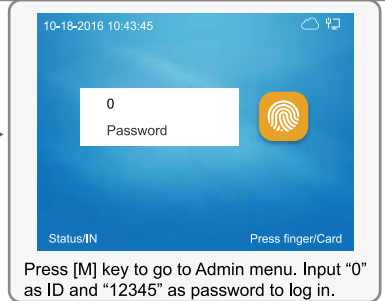 10-18-2016 10:43:45
0
Password
Status/IN
Press finger/Card
Press [M] key to go to Admin menu. Input “0”
as ID and “12345” as password to log in.